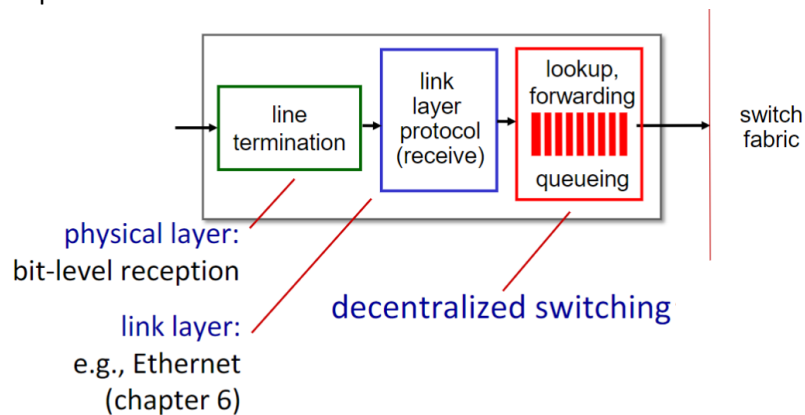 line
termination
link
layer
protocol
(receive)
lookup,
forwarding
queueing
switch
fabric
physical layer:
bit-level reception
link layer:
e.g., Ethernet
(chapter 6)
decentralized switching